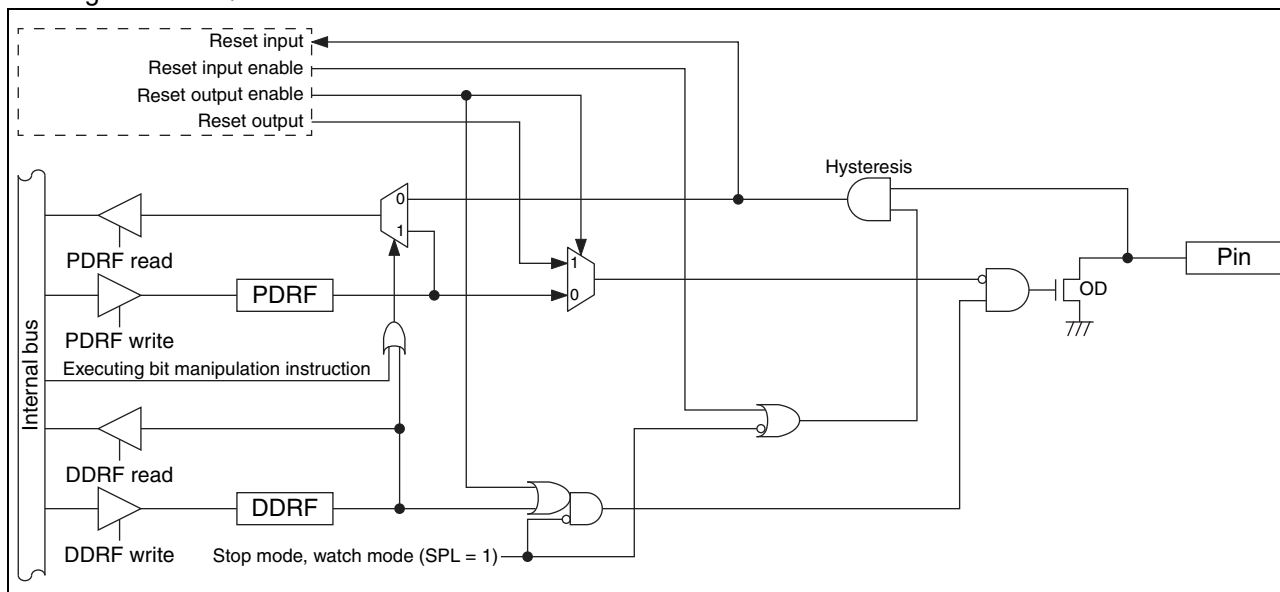 Reset input
Reset input enable
Reset output enable
Reset output
Hysteresis
0
1
PDRF read
1
Pin
PDRF
0
OD
PDRF write
Executing bit manipulation instruction
Internal bus
DDRF read
DDRF
DDRF write
Stop mode, watch mode (SPL = 1)